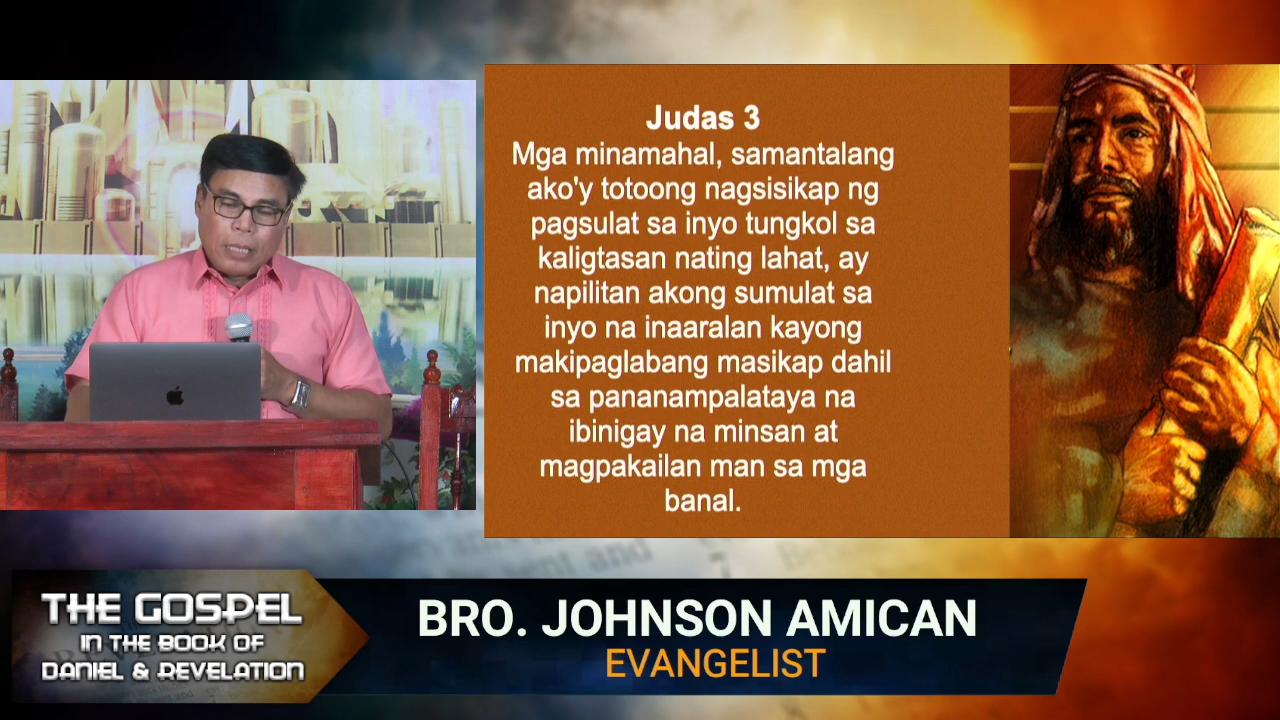 Judas 3
Mga minamahal, samantalang
ako'y totoong nagsisikap ng
pagsulat sa inyo tungkol sa
kaligtasan nating lahat, ay
napilitan akong sumulat sa
inyo na inaaralan kayong
makipaglabang masikap dahil
sa pananampalataya na
ibinigay na minsan at
magpakailan man sa mga
banal.
THE GOSPEL
IN THE BOOK OF
DANIEL & REVELATION
BRO. JOHNSON AMICAN
EVANGELIST